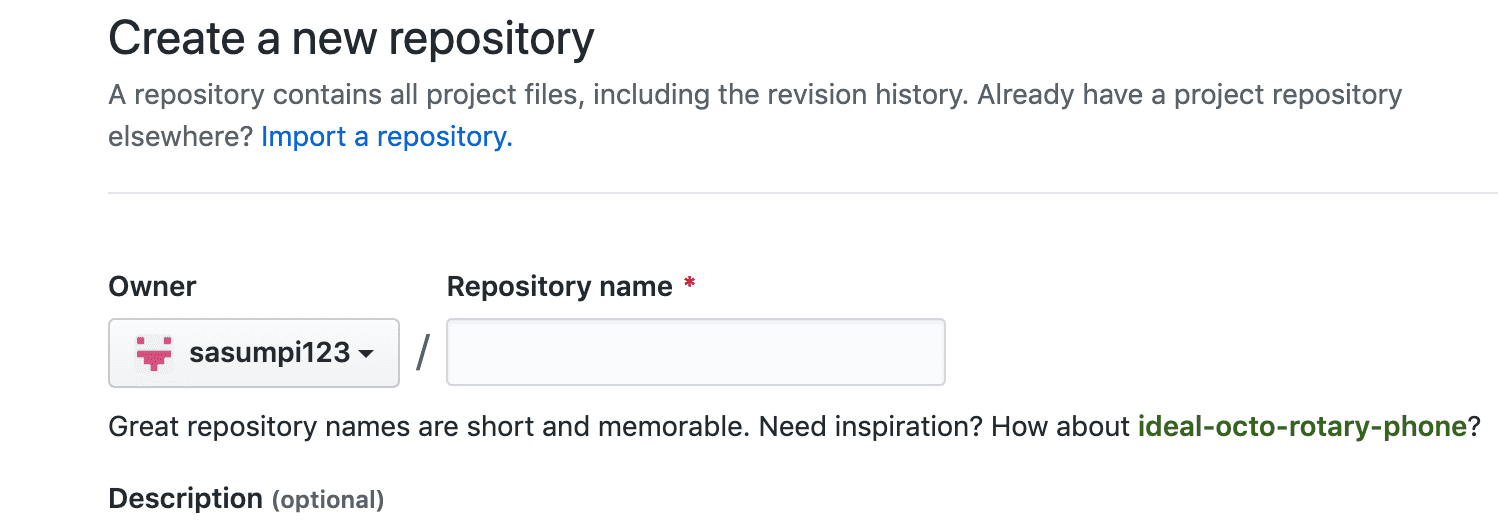 Create a new repository
A repository contains all project files, including the revision history. Already have a project repository
elsewhere? Import a repository.
Owner
Repository name *
sasumpi123
/
Great repository names are short and memorable. Need inspiration? How about ideal-octo-rotary-phone?
Description (optional)